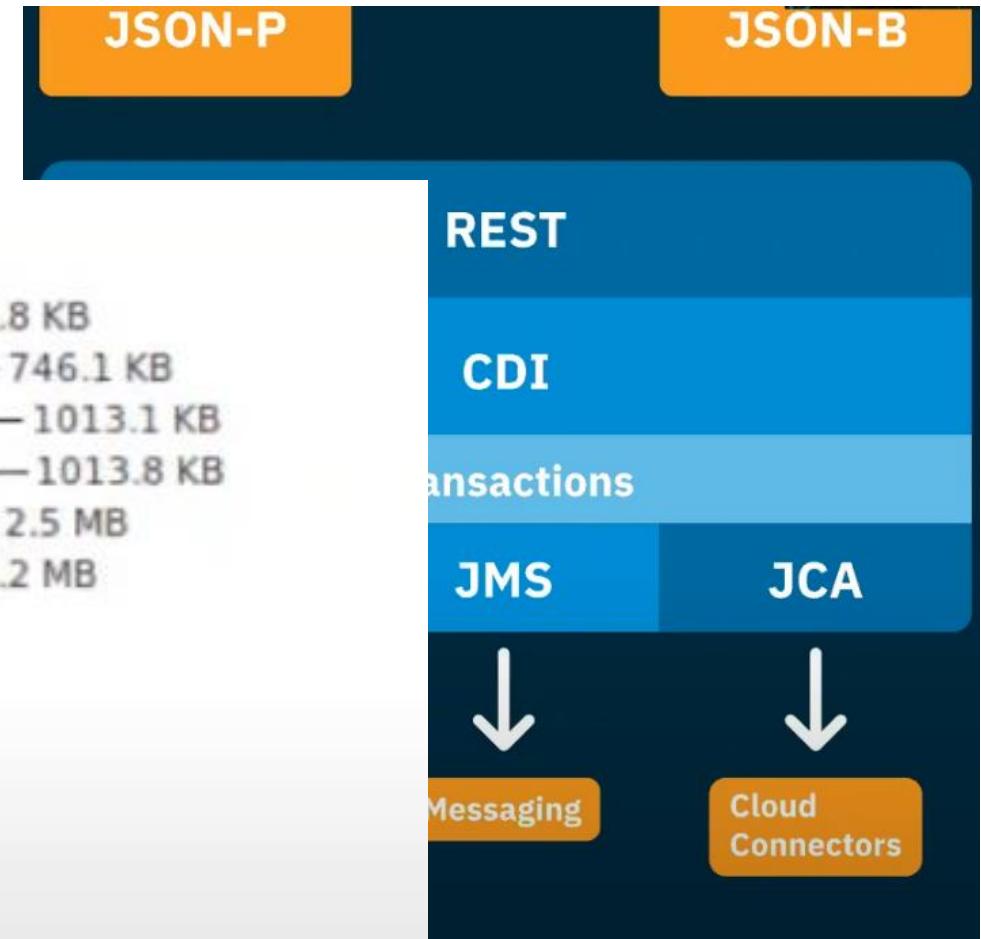 JSON-P
JSON-B
REST
.8 KB
746.1 KB
— 1013.1 KB
— 1013.8 KB
2.5 MB
.2 MB
CDI
ansactions
JMS
JCA
Messaging
Cloud
Connectors